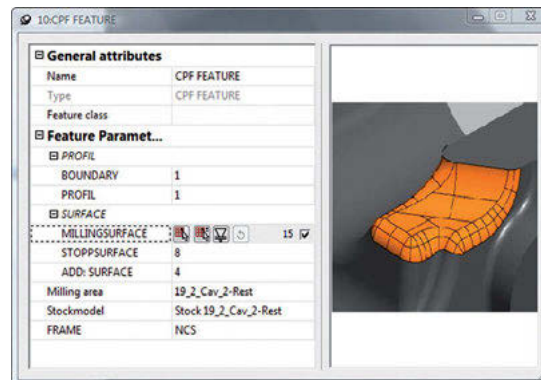 10:CPF FEATURE
General attributes
Name CPF FEATURE
Type CPF FEATURE
Feature class
Feature Paramet...
PROFIL
BOUNDARY 1
PROFIL 1
SURFACE
MILLINGSURFACE 15
STOPPSURFACE 8
ADD: SURFACE 4
Milling area 19_2_Cav_2-Rest
Stockmodel Stock 19_2_Cav_2-Rest
FRAME NCS